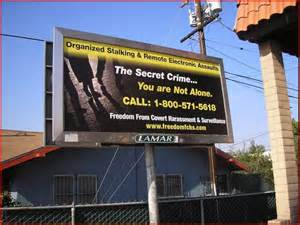 Organized Stalking & Remote Electronic Assaults
The Secret Crime...
You are Not Alone.
CALL: 1-800-571-5618
Freedom From Covert Harassment & Surveillance
www.freedomfchs.com
LAMAR